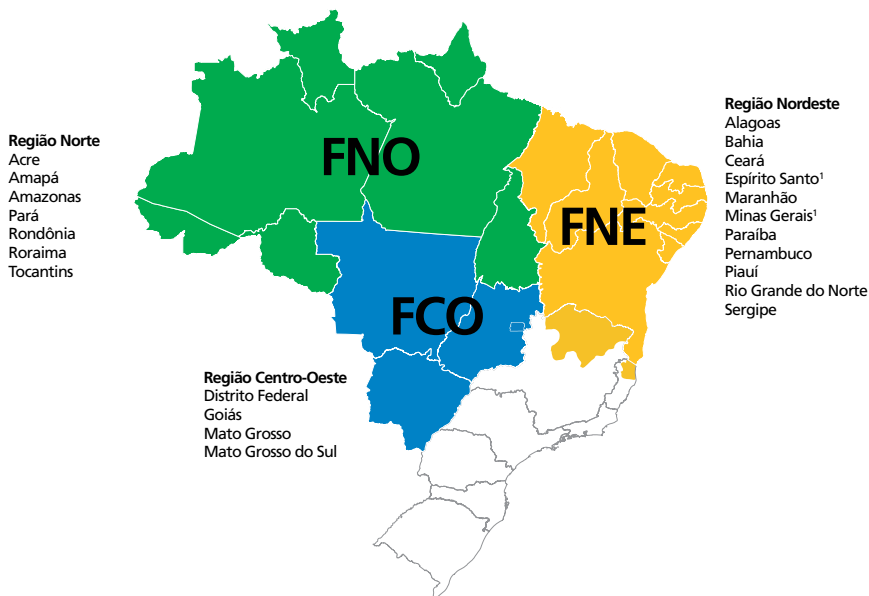 Região Norte
Acre
Amapá
Amazonas
Pará
Rondônia
Roraima
Tocantins
FNO
FNE
FCO
Região Nordeste
Alagoas
Bahia
Ceará
Espírito Santo¹
Maranhão
Minas Gerais¹
Paraíba
Pernambuco
Piauí
Rio Grande do Norte
Sergipe
Região Centro-Oeste
Distrito Federal
Goiás
Mato Grosso
Mato Grosso do Sul